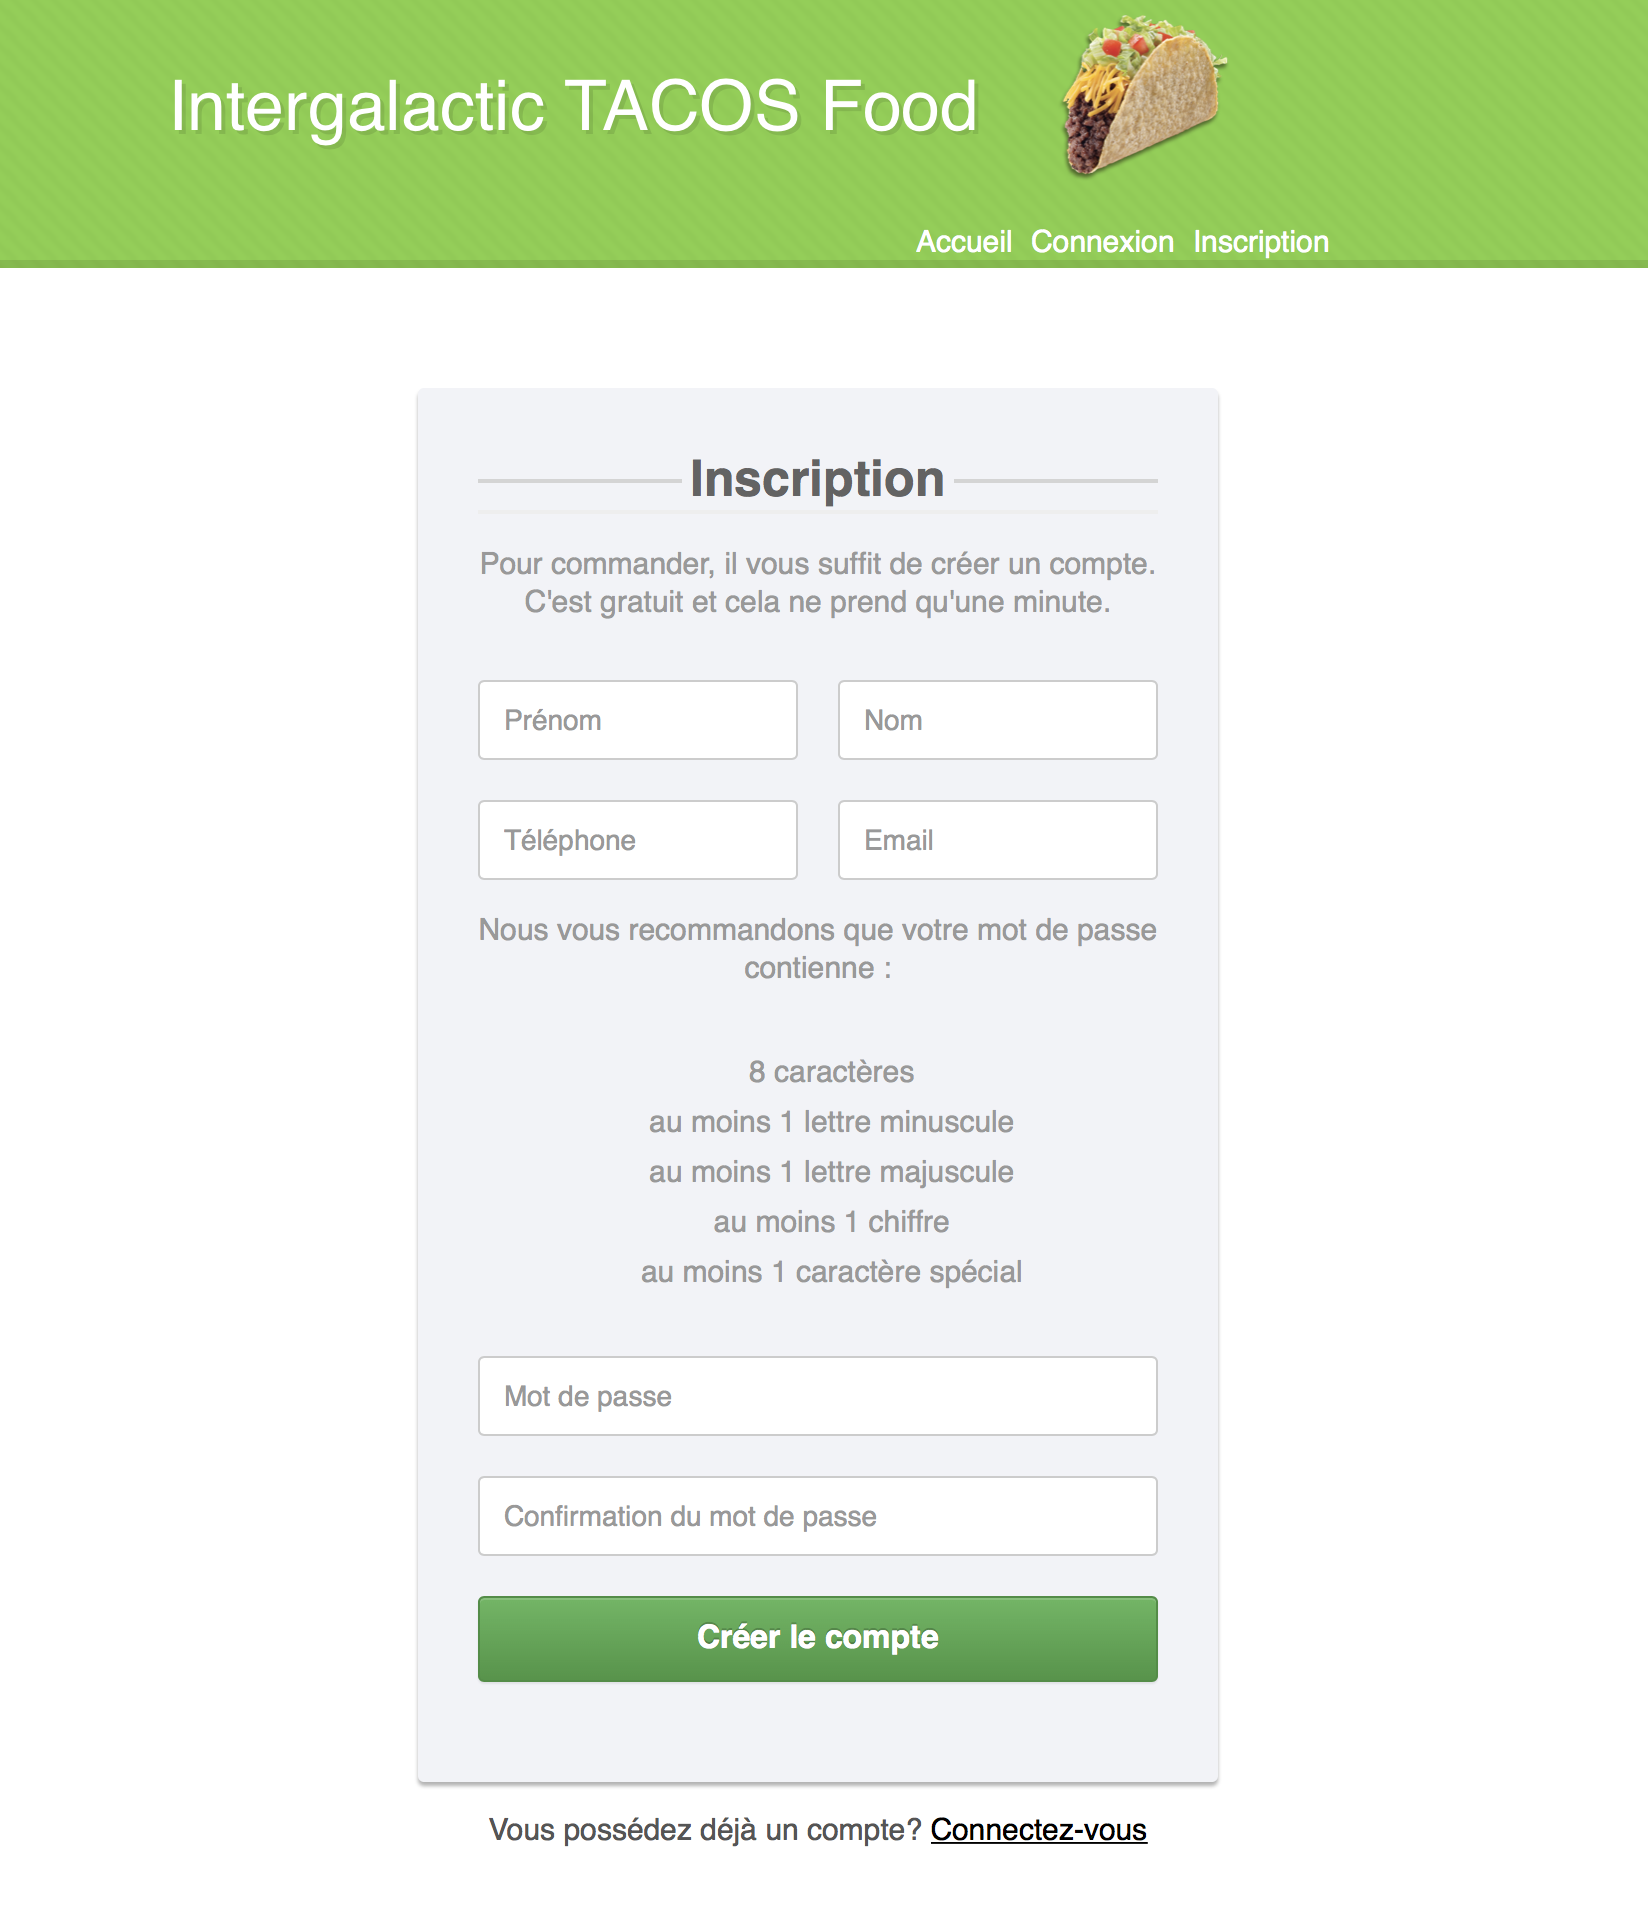 Intergalactic TACOS Food
Accueil Connexion Inscription
Inscription
Pour commander, il vous suffit de créer un compte.
C'est gratuit et cela ne prend qu'une minute.
Prénom Nom
Téléphone Email
Nous vous recommandons que votre mot de passe
contienne :
8 caractères
au moins 1 lettre minuscule
au moins 1 lettre majuscule
au moins 1 chiffre
au moins 1 caractère spécial
Mot de passe
Confirmation du mot de passe
Créer le compte
Vous possédez déjà un compte? Connectez-vous